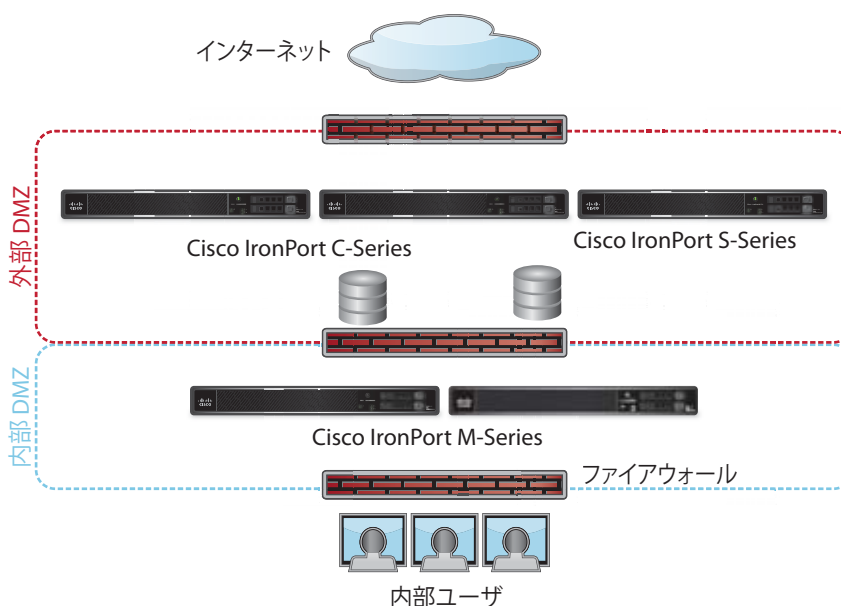 インターネット
外部 DMZ
Cisco IronPort C-Series
Cisco IronPort S-Series
内部 DMZ
Cisco IronPort M-Series
ファイアウォール
内部ユーザ